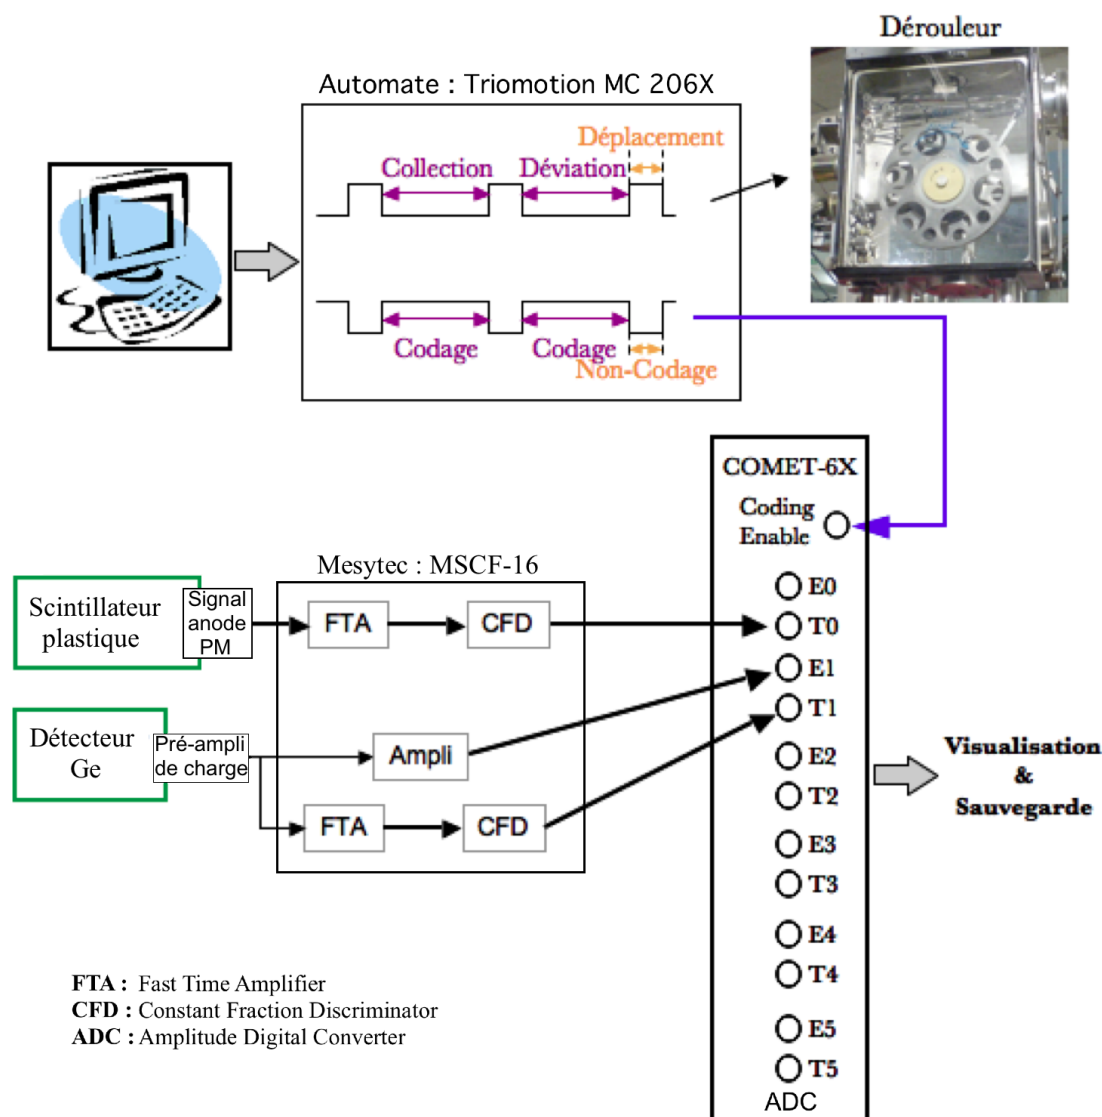 Dérouleur
Automate : Triomotion MC 206X
Déplacement
Collection
Déviation
Codage
Codage
Non-Codage
COMET-6X
Coding
Enable
Mesytec : MSCF-16
Scintillateur
plastique
Signal
anode
PM
FTA
CFD
E0
T0
E1
T1
Détecteur
Ge
Pré-ampli
de charge
Ampli
FTA
CFD
E2
T2
E3
T3
E4
T4
E5
T5
ADC
Visualisation
&
Sauvegarde
FTA : Fast Time Amplifier
CFD : Constant Fraction Discriminator
ADC : Amplitude Digital Converter